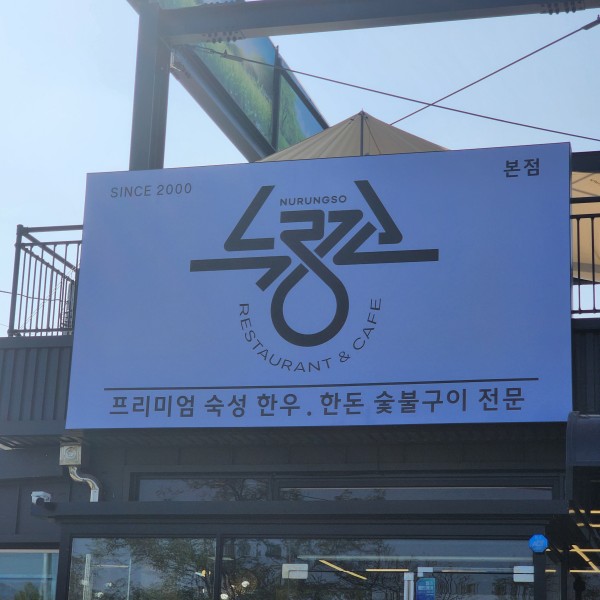 SINCE 2000
본점
NURUNGSO
누렁소
RESTAURANT & CAFE
프리미엄 숙성 한우. 한돈 숯불구이 전문